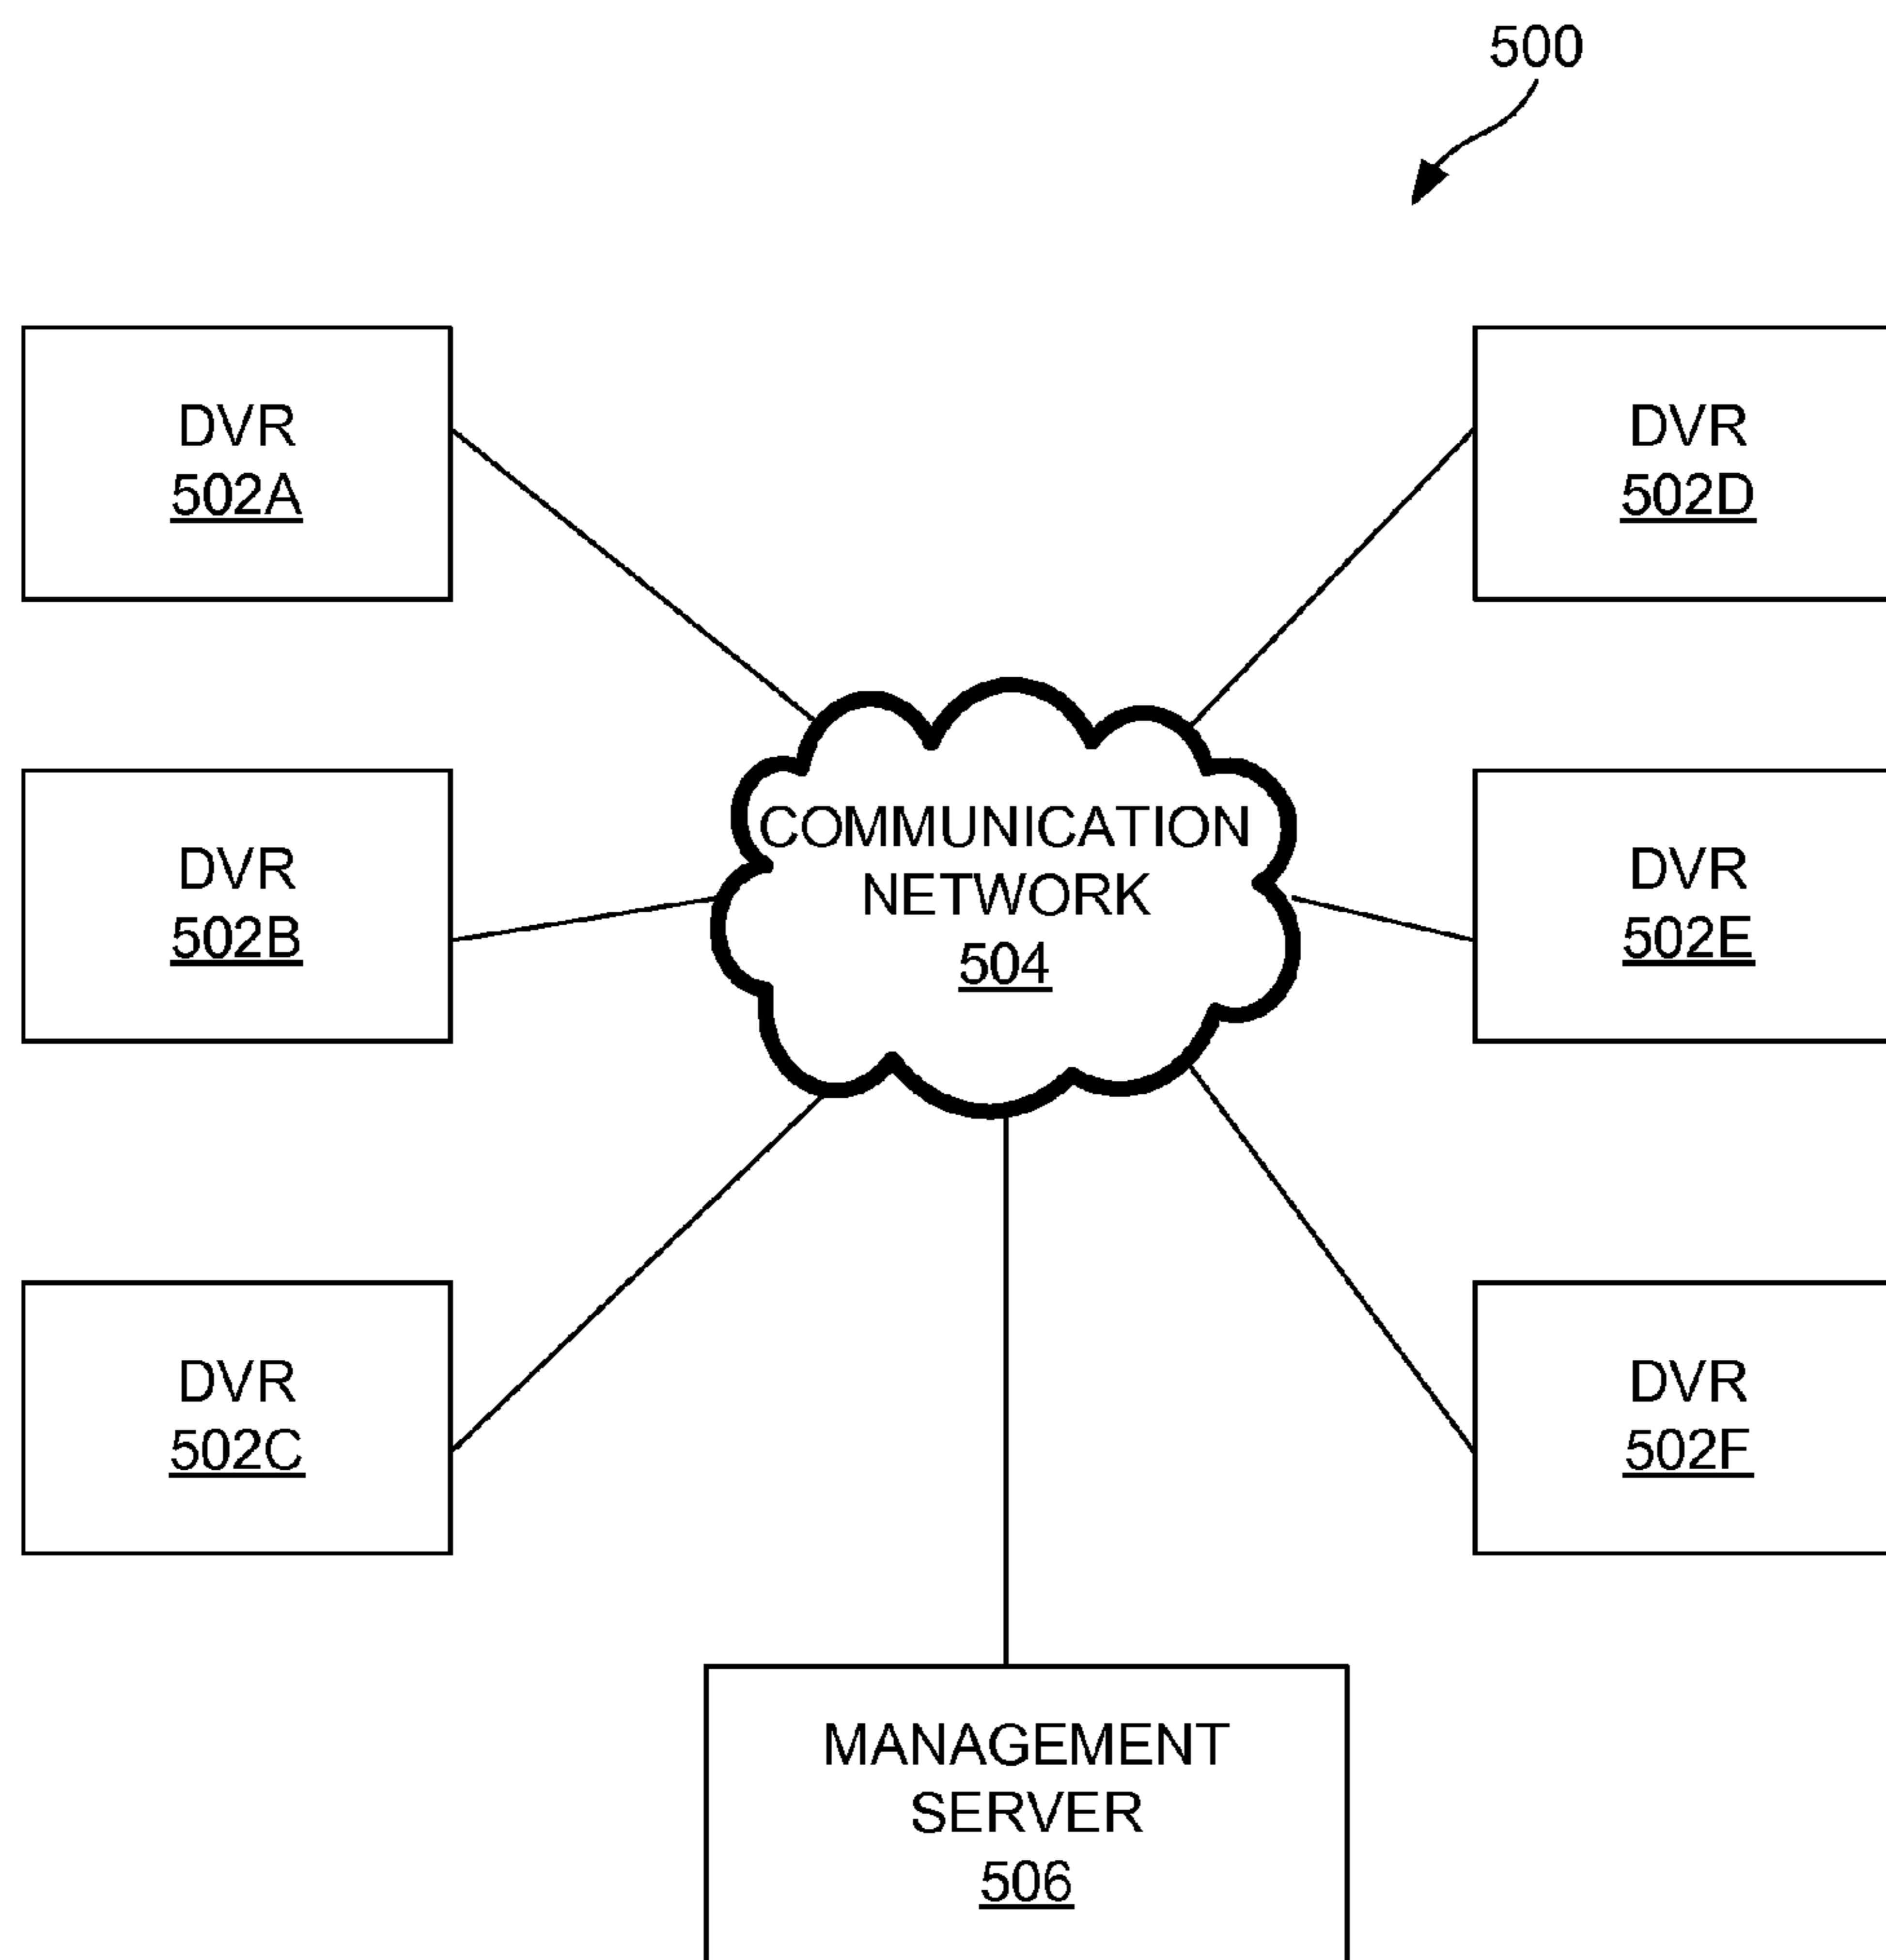 500
DVR
502A
DVR
502D
COMMUNICATION
NETWORK
504
DVR
502B
DVR
502E
DVR
502C
DVR
502F
MANAGEMENT
SERVER
506